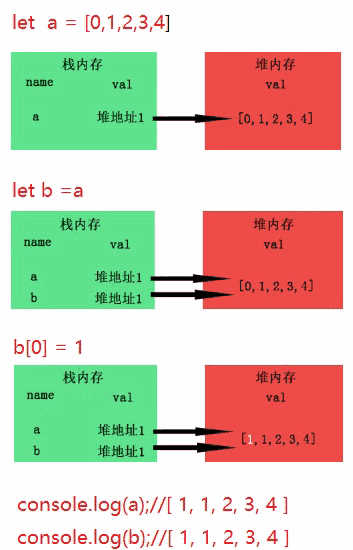 let a = [0,1,2,3,4]
栈内存 堆内存
name val val
a 堆地址1 [0,1,2,3,4]
let b =a
栈内存 堆内存
name val val
a 堆地址1
b 堆地址1 [0,1,2,3,4]
b[0] = 1
栈内存 堆内存
name val val
a 堆地址1
b 堆地址1 [1,1,2,3,4]
console.log(a);//[ 1, 1, 2, 3, 4 ]
console.log(b);//[ 1, 1, 2, 3, 4 ]